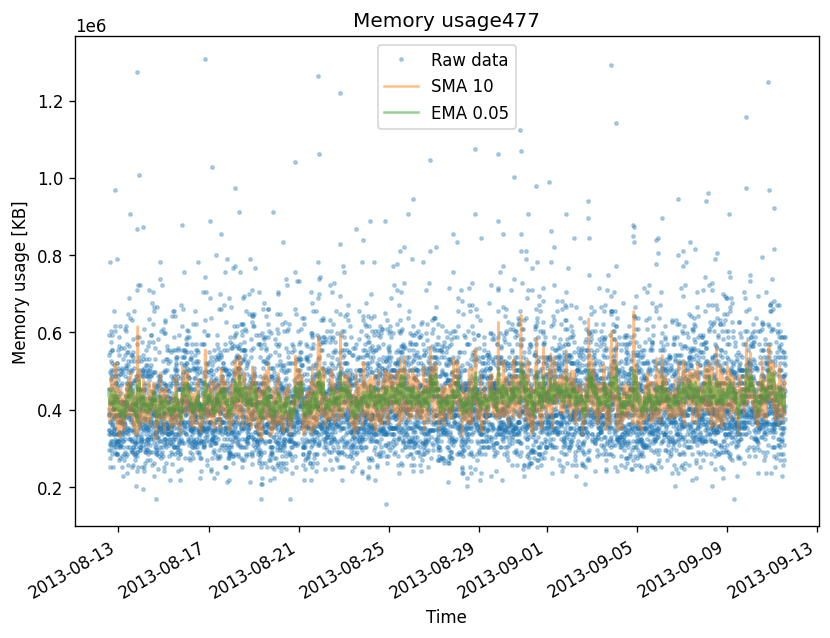 Memory usage477
1e6
Raw data
SMA 10
EMA 0.05
1.2
1.0
0.8
0.6
0.4
0.2
Memory usage [KB]
2013-08-13
2013-08-17
2013-08-21
2013-08-25
2013-08-29
2013-09-01
2013-09-05
2013-09-09
2013-09-13
Time